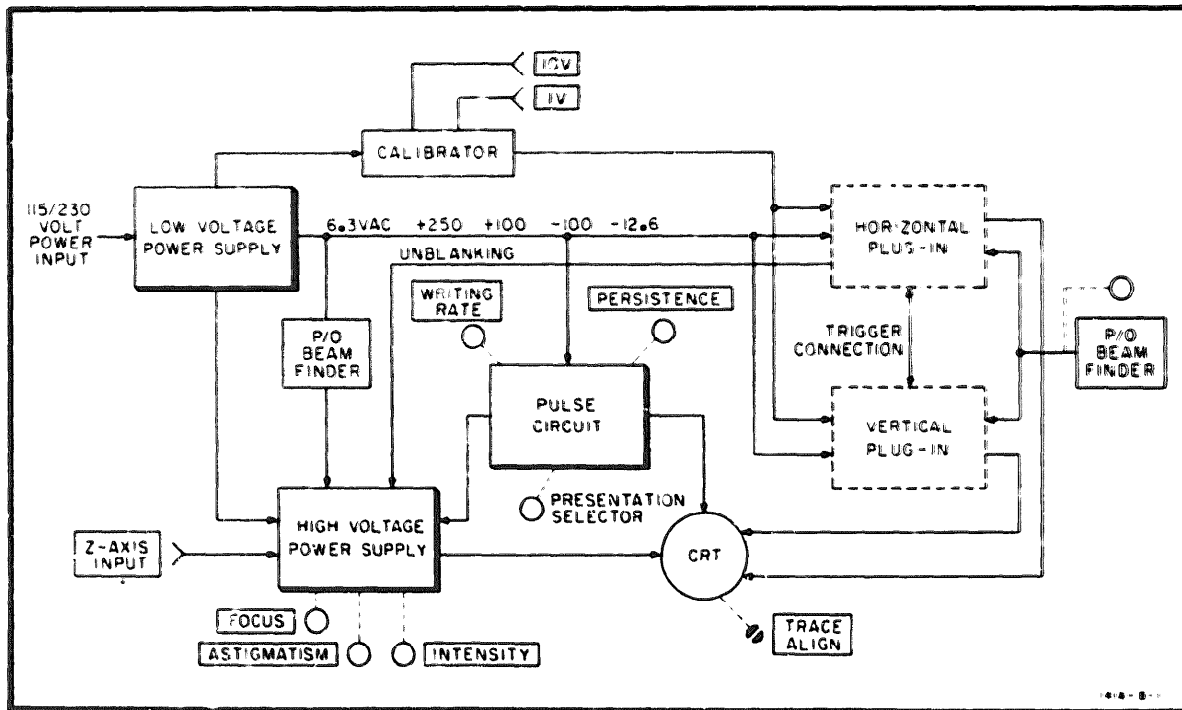 10V
1V
CALIBRATOR
115/230
VOLT
POWER
INPUT
LOW VOLTAGE
POWER SUPPLY
6.3VAC +250 +100 -100 -12.6
UNBLANKING
HORIZONTAL
PLUG-IN
WRITING
RATE
PERSISTENCE
P/O
BEAM
FINDER
TRIGGER
CONNECTION
P/O
BEAM
FINDER
PULSE
CIRCUIT
VERTICAL
PLUG-IN
PRESENTATION
SELECTOR
HIGH VOLTAGE
POWER SUPPLY
Z-AXIS
INPUT
CRT
FOCUS
ASTIGMATISM
INTENSITY
TRACE
ALIGN